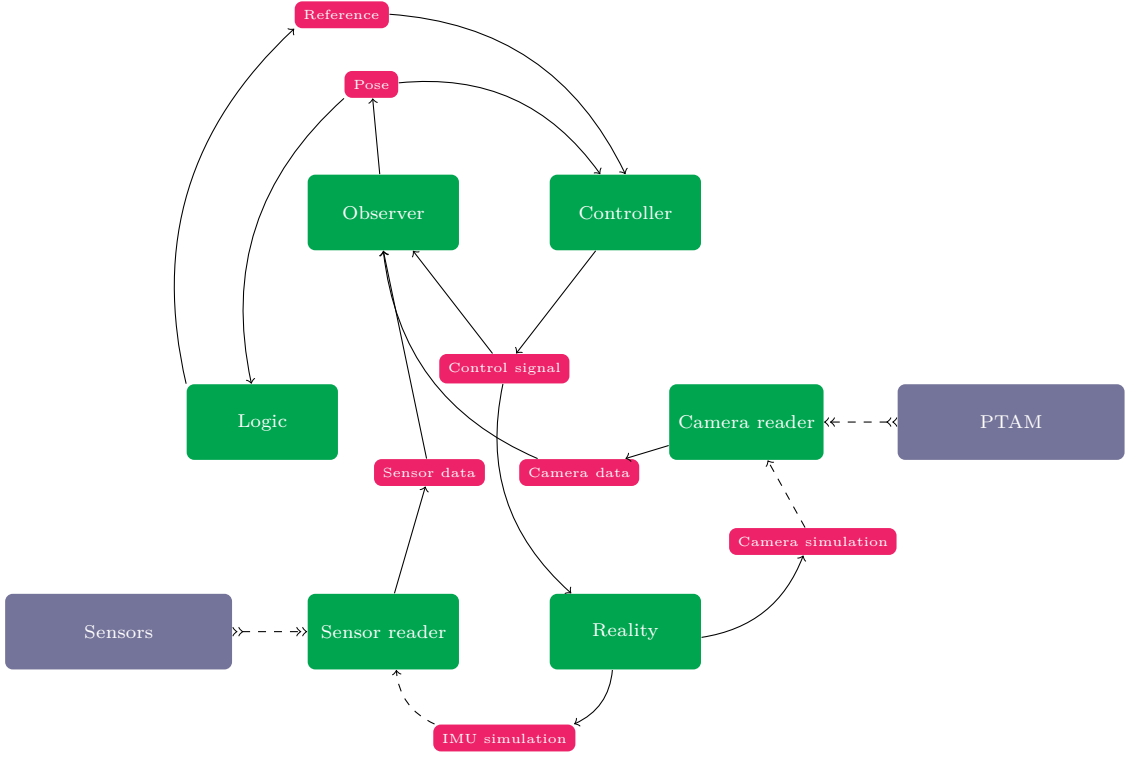 Reference
Pose
Observer
Controller
Control signal
Logic
Camera reader
PTAM
Sensor data
Camera data
Camera simulation
Sensors
Sensor reader
Reality
IMU simulation